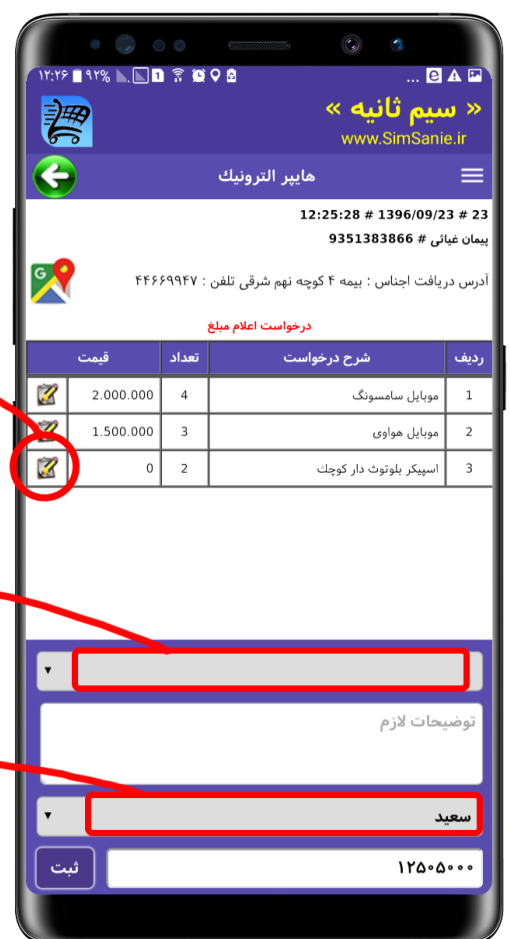 ۱۲:۲۶ ۹۲% 1 ...
« سیم ثانیه »
www.SimSanie.ir
هایپر الترونیك
12:25:28 # 1396/09/23 # 23
پیمان غیاثی # 9351383866
آدرس دریافت اجناس : بیمه ۴ کوچه نهم شرقی تلفن : ۴۴۶۶۹۹۴۷
G
درخواست اعلام مبلغ
ردیف شرح درخواست تعداد قیمت
1 موبایل سامسونگ 4 2.000.000
2 موبایل هواوی 3 1.500.000
3 اسپیکر بلوتوث دار کوچك 2 0
توضیحات لازم
سعید
۱۲۵۰۵۰۰۰ ثبت